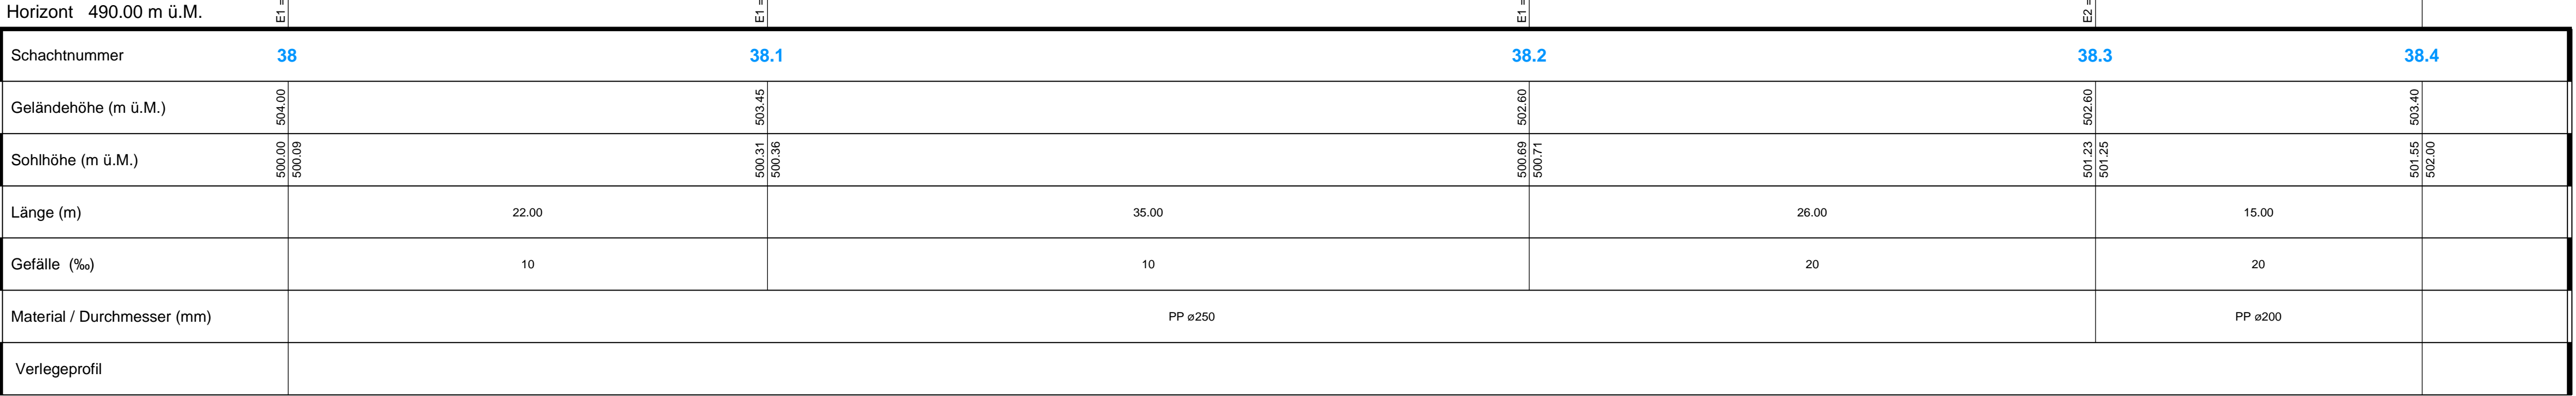 Horizont 490.00 m ü.M.
E1 =
E1 =
E1 =
E2 =
Schachtnummer 38 38.1 38.2 38.3 38.4
Geländehöhe (m ü.M.) 504.00 503.45 502.60 502.60 503.40
Sohlhöhe (m ü.M.) 500.00 500.09 500.31 500.36 500.69 500.71 501.23 501.25 501.55 502.00
Länge (m) 22.00 35.00 26.00 15.00
Gefälle (‰) 10 10 20 20
Material / Durchmesser (mm) PP ø250 PP ø200
Verlegeprofil